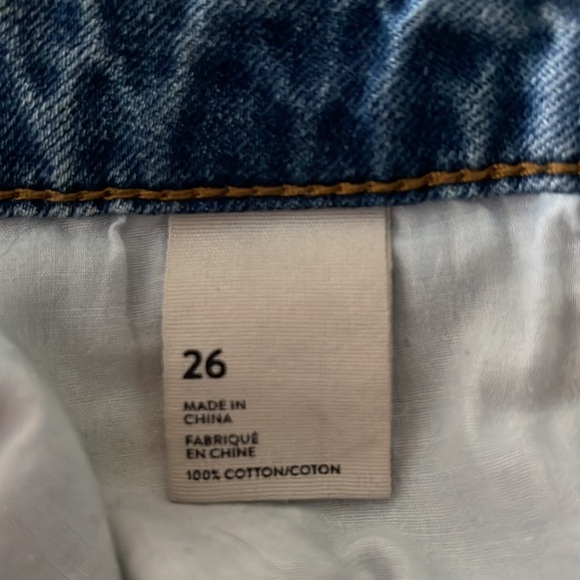 26
MADE IN
CHINA
FABRIQUÉ
EN CHINE
100% COTTON/COTON